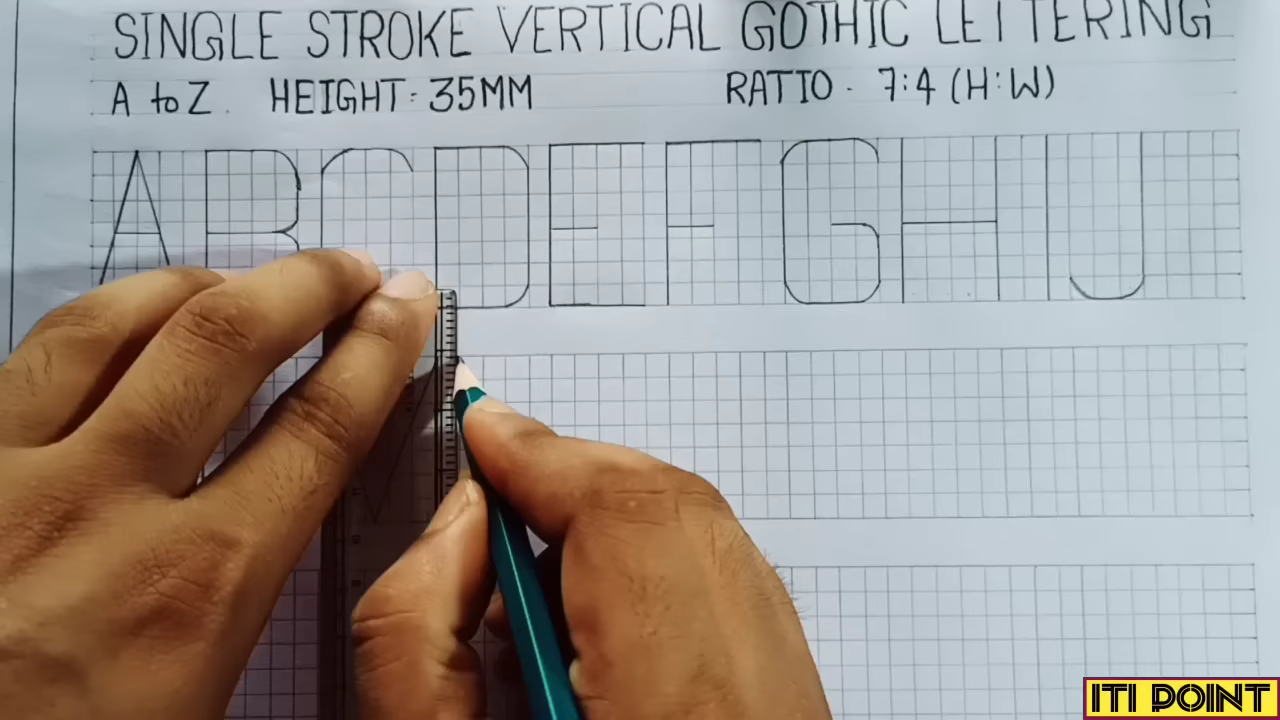 SINGLE STROKE VERTICAL GOTHIC LETTERING
A to Z. HEIGHT: 35MM RATIO - 7:4 (H:W)
A B C D E F G H I J
ITI POINT